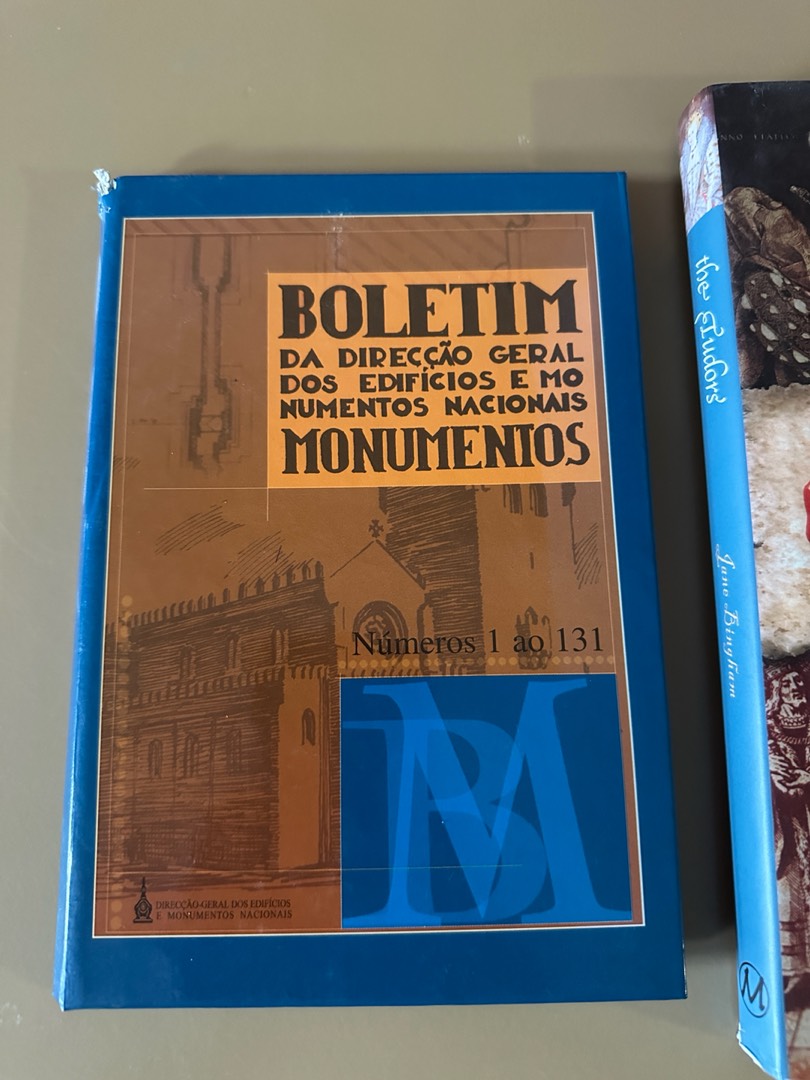 BOLETIM
DA DIRECÇÃO GERAL
DOS EDIFÍCIOS E MO
NUMENTOS NACIONAIS
MONUMENTOS
Números 1 ao 131
BM
DIRECÇÃO-GERAL DOS EDIFÍCIOS
E MONUMENTOS NACIONAIS
the Tudors
Jane Bingham
M